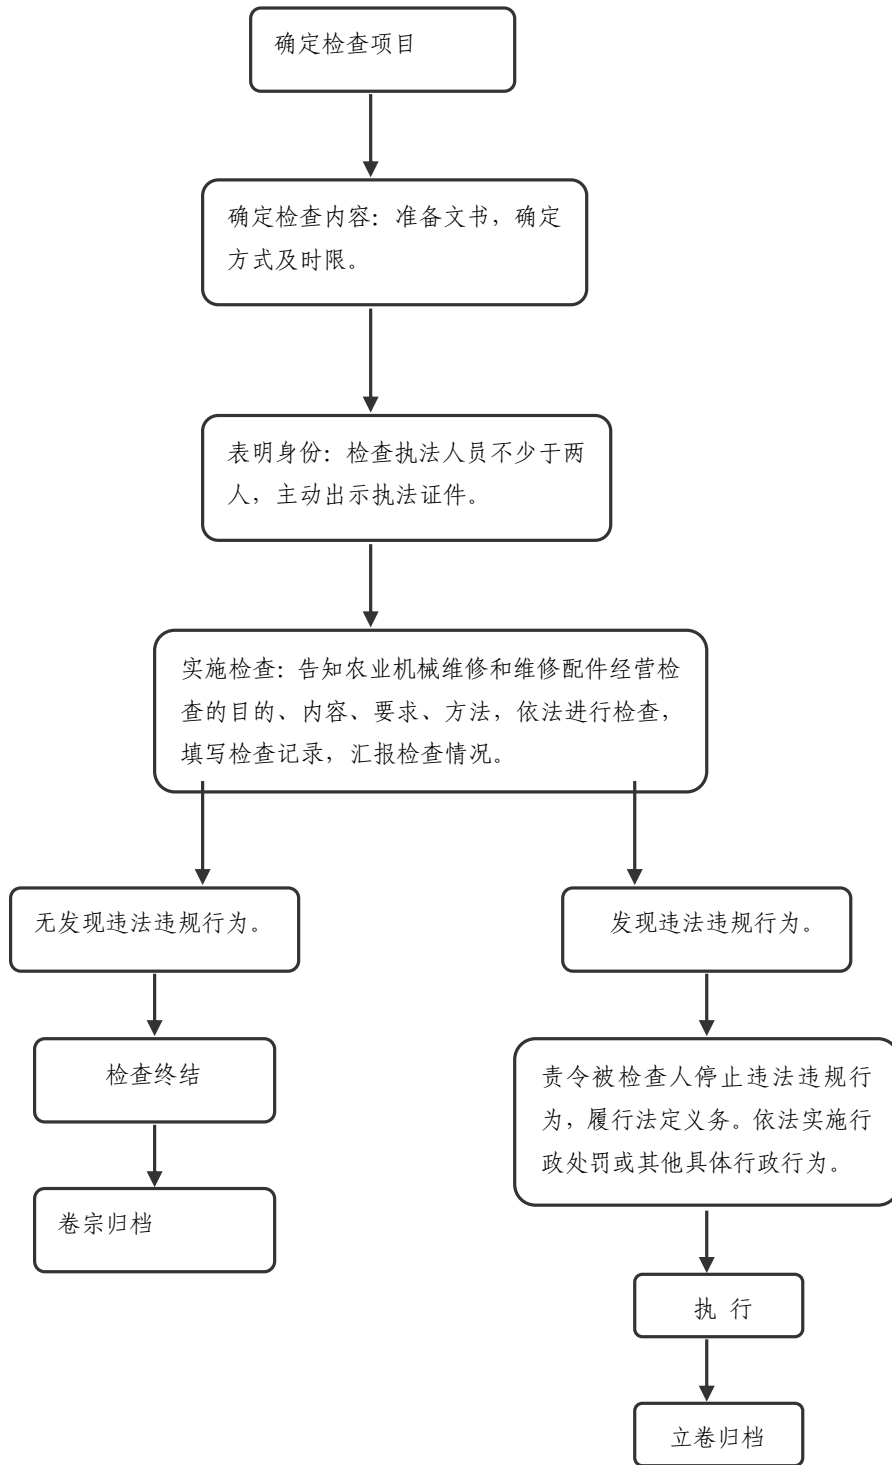 确定检查项目
确定检查内容：准备文书，确定
方式及时限。
表明身份：检查执法人员不少于两
人，主动出示执法证件。
实施检查：告知农业机械维修和维修配件经营检
查的目的、内容、要求、方法，依法进行检查，
填写检查记录，汇报检查情况。
无发现违法违规行为。
发现违法违规行为。
检查终结
责令被检查人停止违法违规行
为，履行法定义务。依法实施行
政处罚或其他具体行政行为。
卷宗归档
执 行
立卷归档